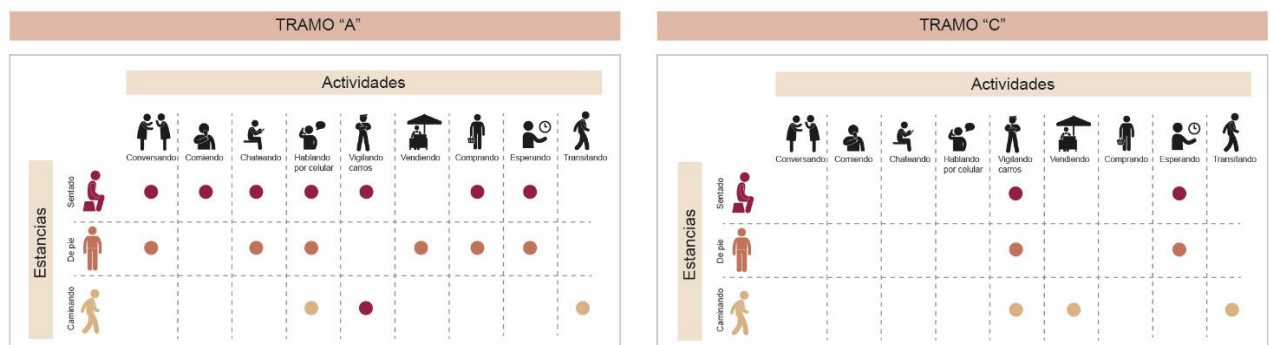 TRAMO “A”
Actividades
Conversando
Comiendo
Chateando
Hablando
por celular
Vigilando
carros
Vendiendo
Comprando
Esperando
Transitando
Estancias
Sentado
De pie
Caminando
TRAMO “C”
Actividades
Conversando
Comiendo
Chateando
Hablando
por celular
Vigilando
carros
Vendiendo
Comprando
Esperando
Transitando
Estancias
Sentado
De pie
Caminando